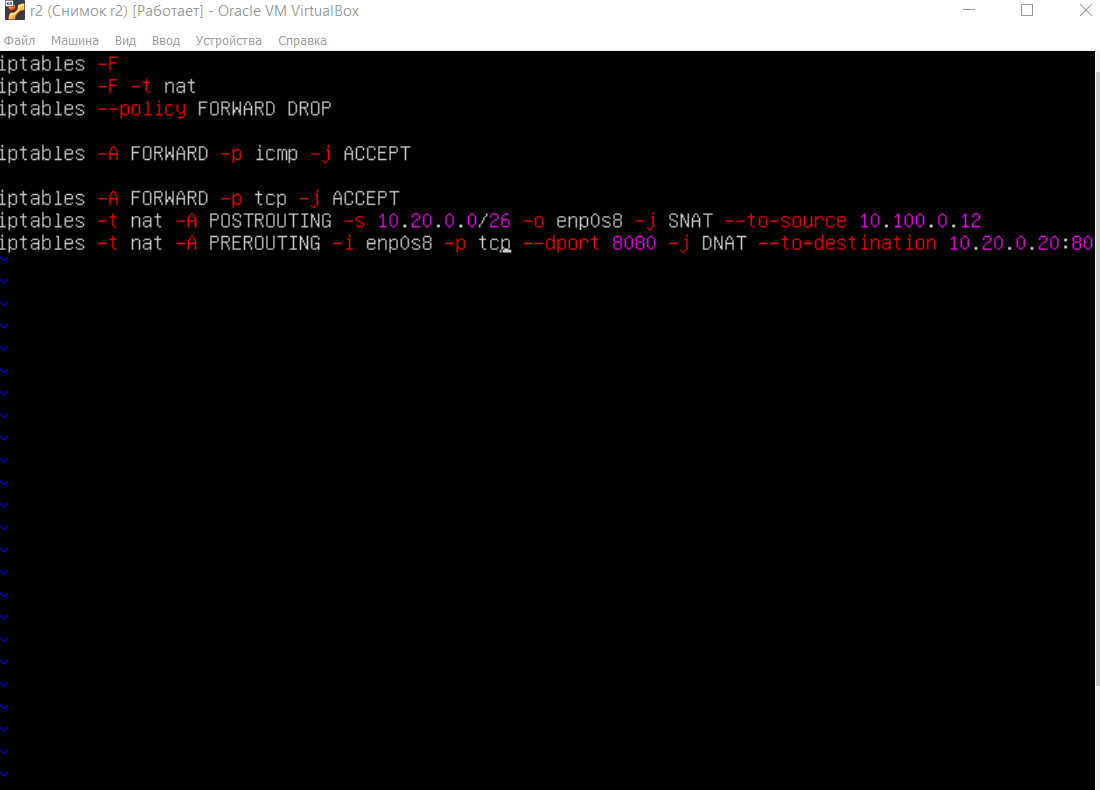 r2 (Снимок r2) [Работает] - Oracle VM VirtualBox
Файл Машина Вид Ввод Устройства Справка
iptables -F
iptables -F -t nat
iptables --policy FORWARD DROP
iptables -A FORWARD -p icmp -j ACCEPT
iptables -A FORWARD -p tcp -j ACCEPT
iptables -t nat -A POSTROUTING -s 10.20.0.0/26 -o enp0s8 -j SNAT --to-source 10.100.0.12
iptables -t nat -A PREROUTING -i enp0s8 -p tcp --dport 8080 -j DNAT --to-destination 10.20.0.20:80